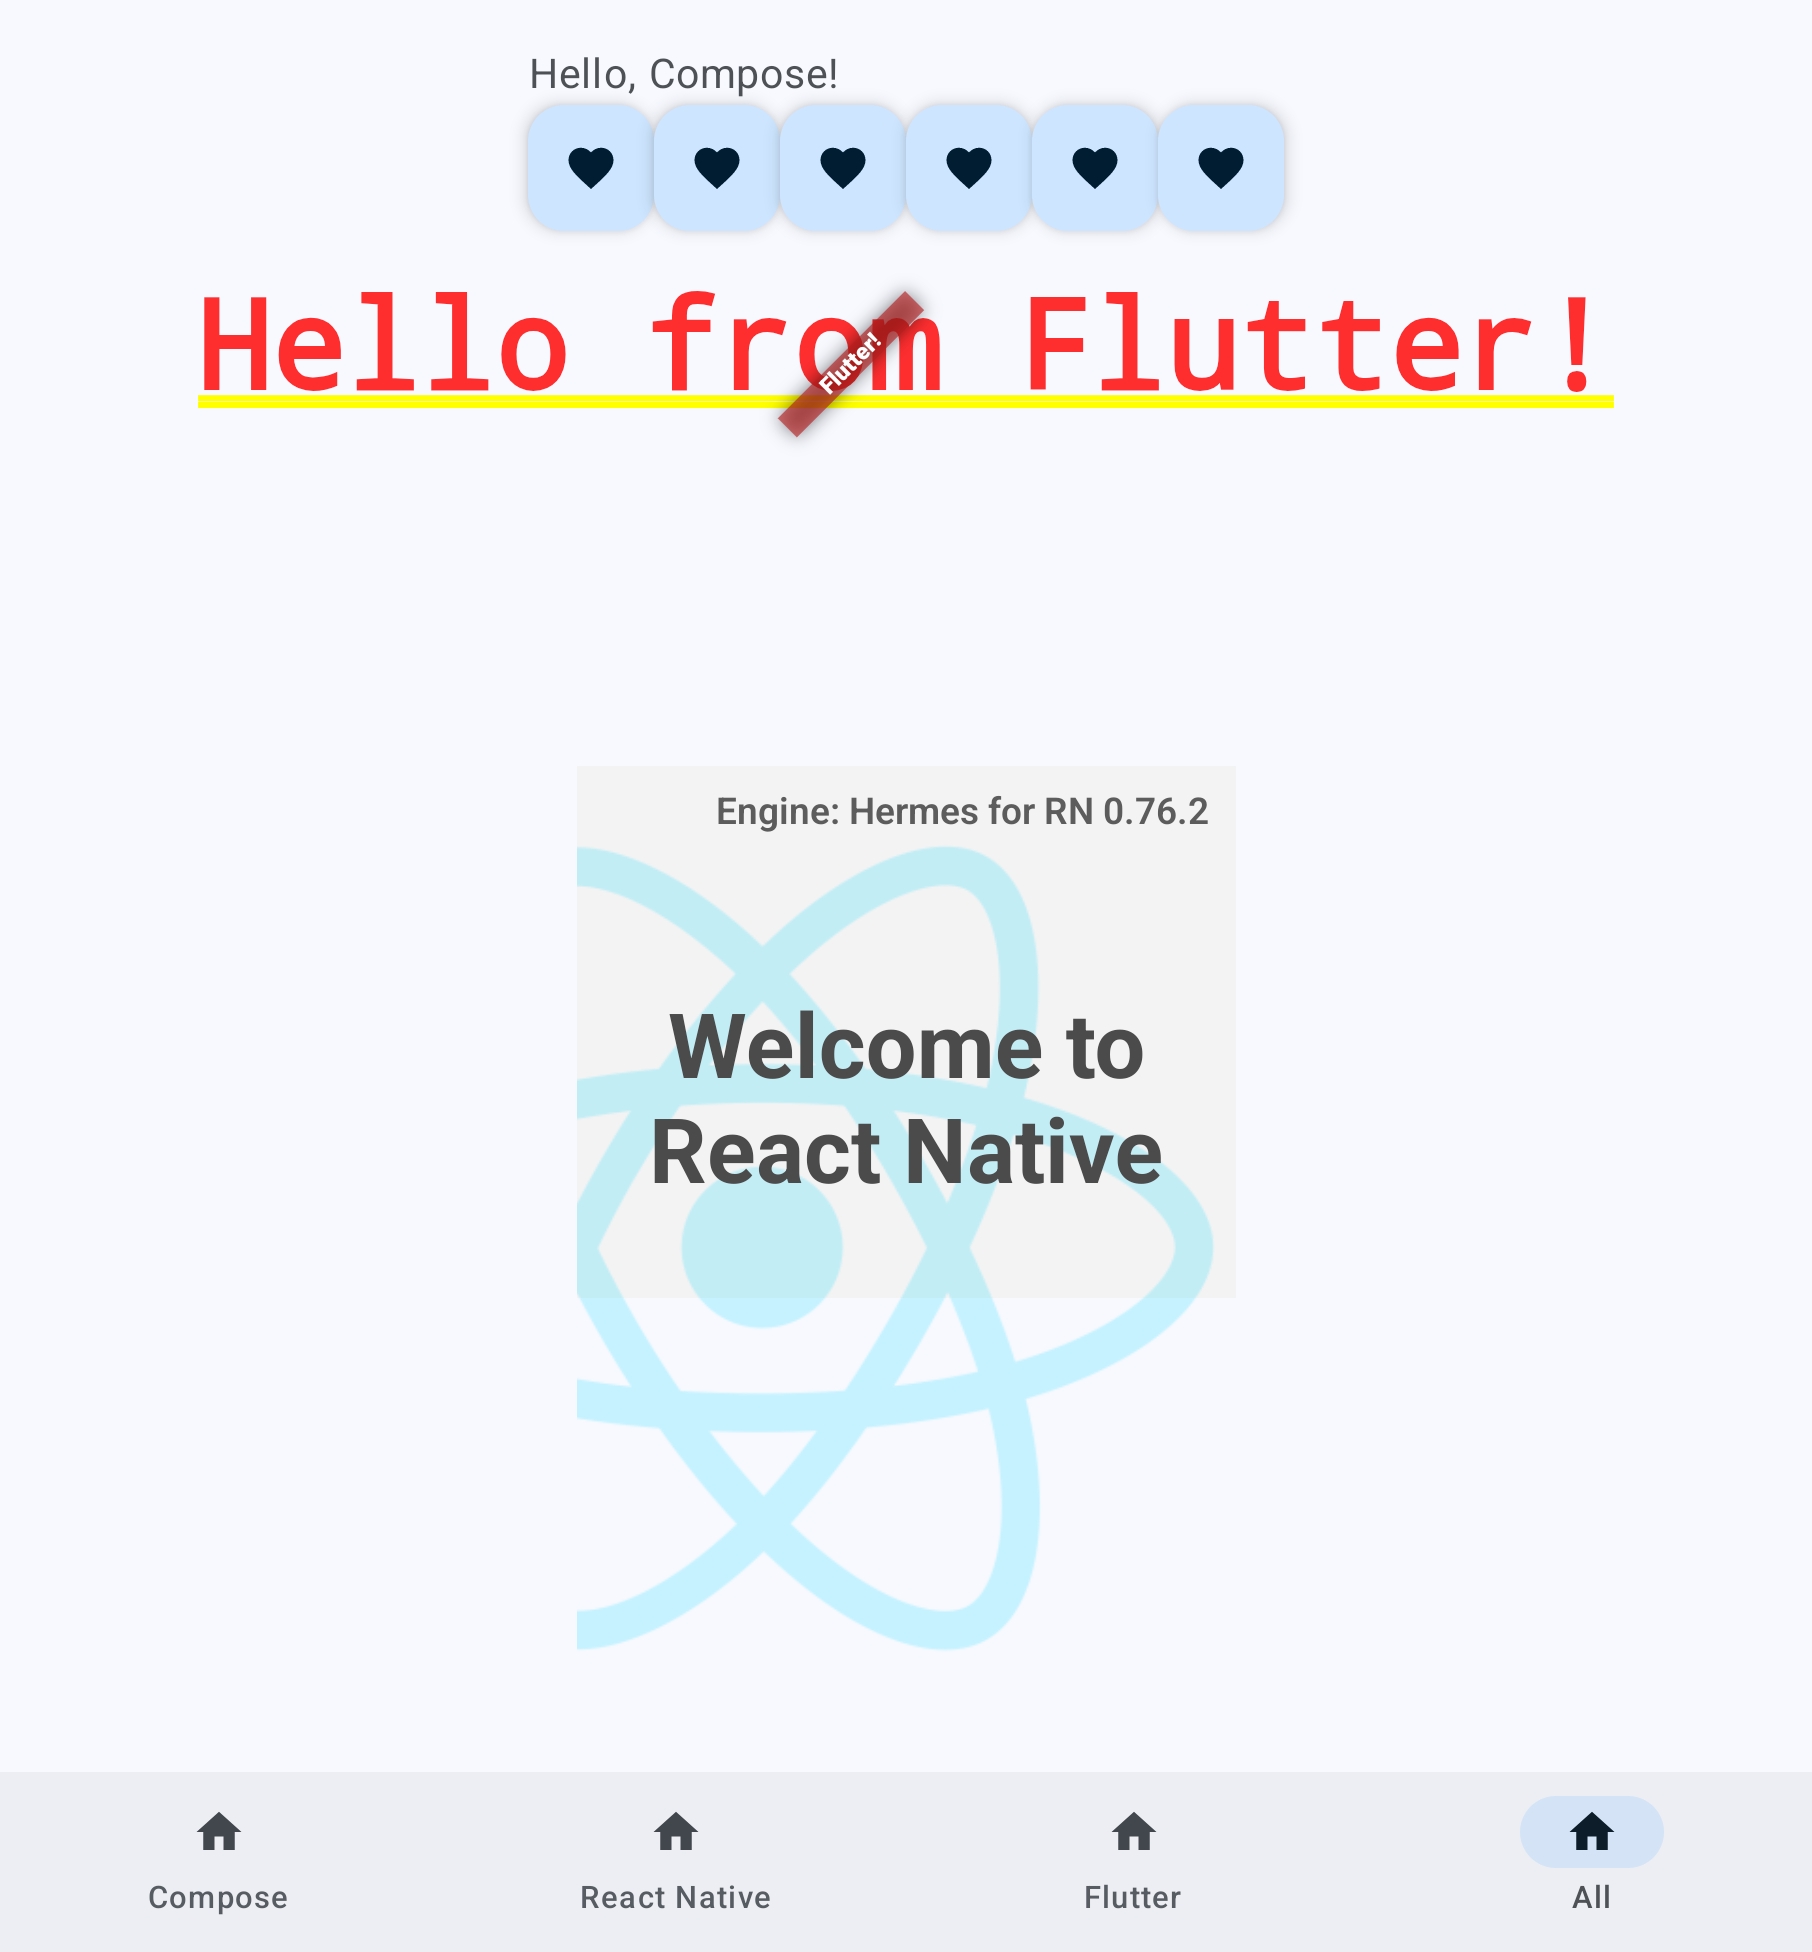 Hello, Compose!
Hello from Flutter!
Flutter!
Engine: Hermes for RN 0.76.2
Welcome to
React Native
Compose
React Native
Flutter
All